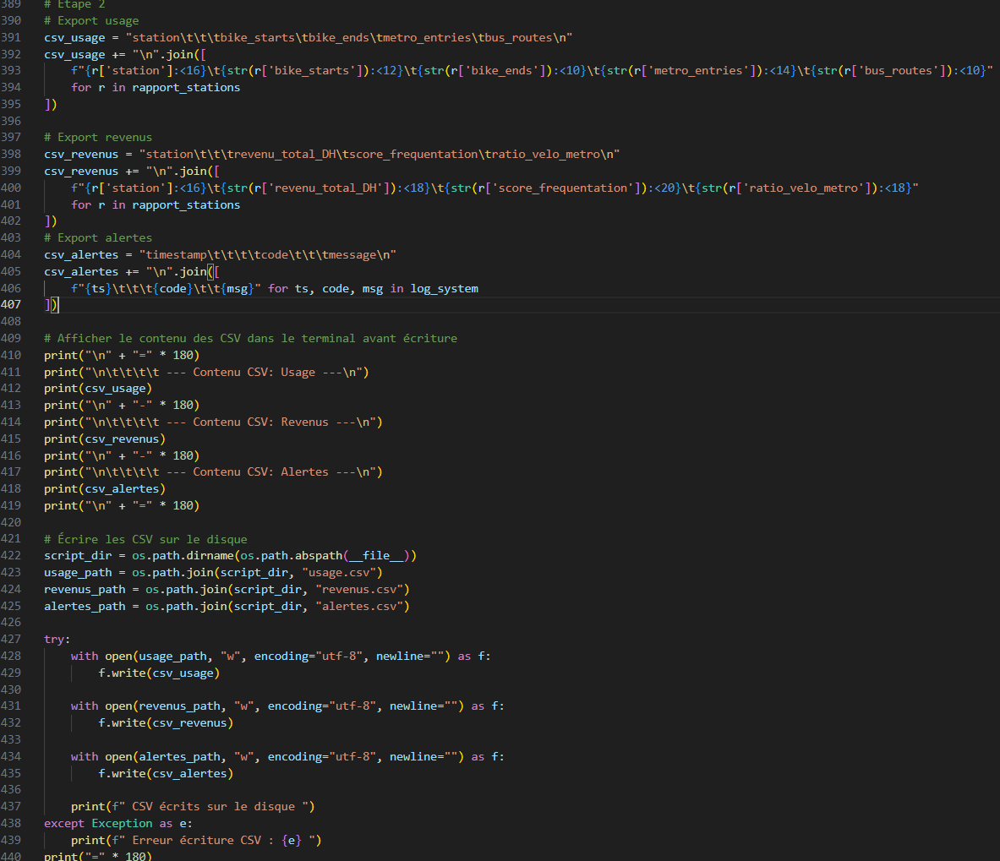 389 # Etape 2
390 # Export usage
391 csv_usage = "station\t\t\tbike_starts\tbike_ends\tmetro_entries\tbus_routes\n"
392 csv_usage += "\n".join([
393     f"{r['station']:<16}\t{str(r['bike_starts']):<12}\t{str(r['bike_ends']):<10}\t{str(r['metro_entries']):<14}\t{str(r['bus_routes']):<10}"
394     for r in rapport_stations
395 ])
396
397 # Export revenus
398 csv_revenus = "station\t\t\trevenu_total_DH\tscore_frequentation\tratio_velo_metro\n"
399 csv_revenus += "\n".join([
400     f"{r['station']:<16}\t{str(r['revenu_total_DH']):<18}\t{str(r['score_frequentation']):<20}\t{str(r['ratio_velo_metro']):<18}"
401     for r in rapport_stations
402 ])
403 # Export alertes
404 csv_alertes = "timestamp\t\t\t\tcode\t\t\tmessage\n"
405 csv_alertes += "\n".join([
406     f"{ts}\t\t\t{code}\t\t{msg}" for ts, code, msg in log_system
407 ])
408
409 # Afficher le contenu des CSV dans le terminal avant écriture
410 print("\n" + "=" * 180)
411 print("\n\t\t\t\t --- Contenu CSV: Usage ---\n")
412 print(csv_usage)
413 print("\n" + "-" * 180)
414 print("\n\t\t\t\t --- Contenu CSV: Revenus ---\n")
415 print(csv_revenus)
416 print("\n" + "-" * 180)
417 print("\n\t\t\t\t --- Contenu CSV: Alertes ---\n")
418 print(csv_alertes)
419 print("\n" + "=" * 180)
420
421 # Écrire les CSV sur le disque
422 script_dir = os.path.dirname(os.path.abspath(__file__))
423 usage_path = os.path.join(script_dir, "usage.csv")
424 revenus_path = os.path.join(script_dir, "revenus.csv")
425 alertes_path = os.path.join(script_dir, "alertes.csv")
426
427 try:
428     with open(usage_path, "w", encoding="utf-8", newline="") as f:
429         f.write(csv_usage)
430
431     with open(revenus_path, "w", encoding="utf-8", newline="") as f:
432         f.write(csv_revenus)
433
434     with open(alertes_path, "w", encoding="utf-8", newline="") as f:
435         f.write(csv_alertes)
436
437     print(f" CSV écrits sur le disque ")
438 except Exception as e:
439     print(f" Erreur écriture CSV : {e} ")
440 print("=" * 180)